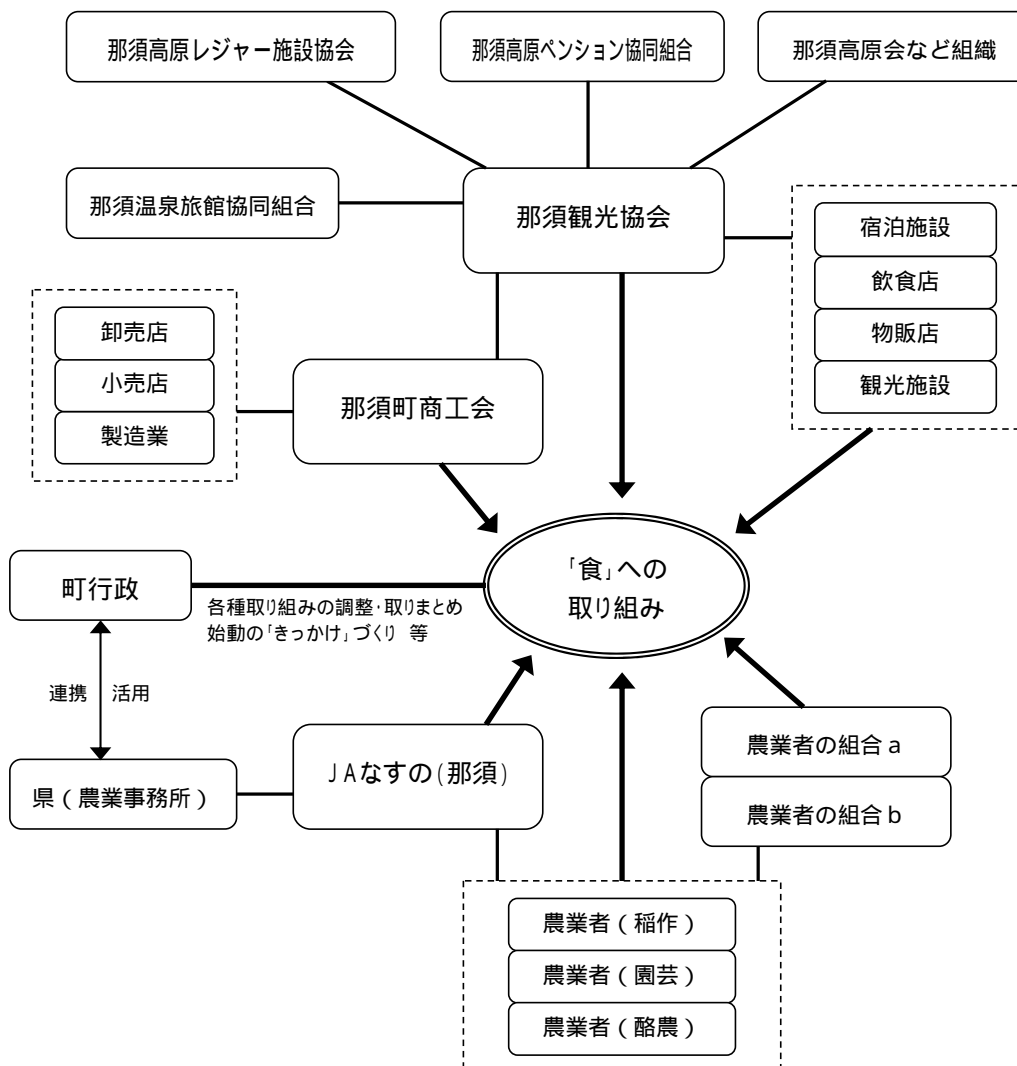 那須高原レジャー施設協会
那須高原ペンション協同組合
那須高原会など組織
那須温泉旅館協同組合
那須観光協会
宿泊施設
飲食店
物販店
観光施設
卸売店
小売店
製造業
那須町商工会
「食」への
取り組み
町行政
各種取り組みの調整・取りまとめ
始動の「きっかけ」づくり 等
連携 活用
県（農業事務所）
JAなすの(那須)
農業者の組合a
農業者の組合b
農業者（稲作）
農業者（園芸）
農業者（酪農）